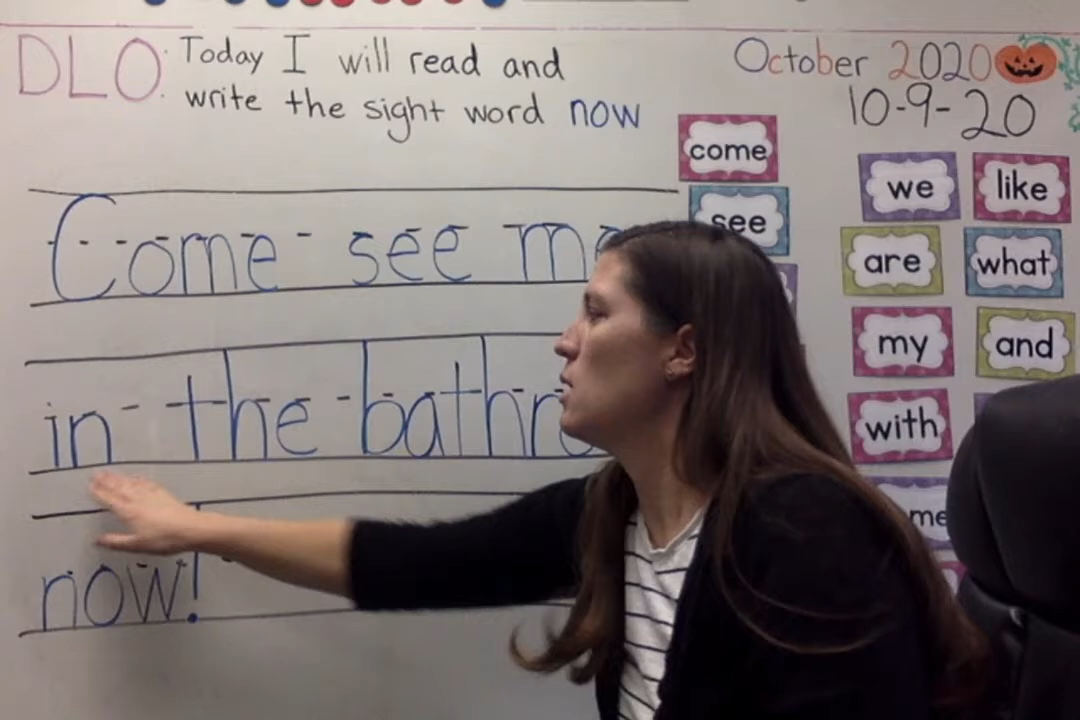 DLO: Today I will read and
write the sight word now
October 2020
10-9-20
come
see
we
like
are
what
my
and
with
me
Come see me
in the bathro
now!